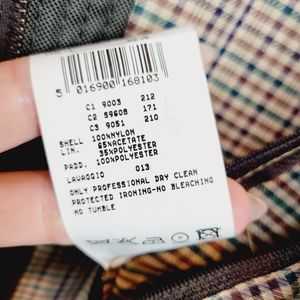 5 016900 168103
C1 9003 212
C2 S9608 171
C3 9051 210
SHELL 100%NYLON
LIN. 65%ACETATE
35%POLYESTER
PADD. 100%POLYESTER
LAVAGGIO 013
ONLY PROFESSIONAL DRY CLEAN
PROTECTED IRONING-NO BLEACHING
NO TUMBLE